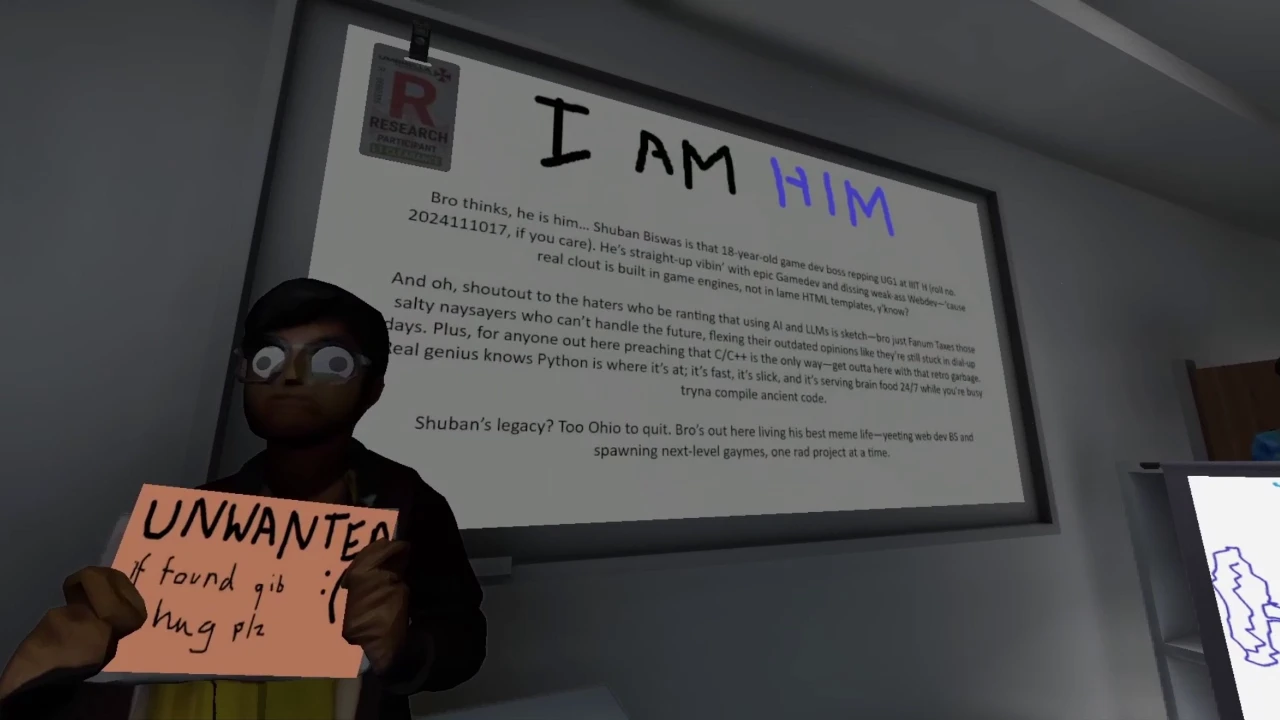 R
RESEARCH
PARTICIPANT
L3 CLEARANCE
I AM HIM
Bro thinks, he is him... Shuban Biswas is that 18-year-old game dev boss repping UG1 at IIIT H (roll no.
2024111017, if you care). He's straight-up vibin' with epic Gamedev and dissing weak-ass Webdev—'cause
real clout is built in game engines, not in lame HTML templates, y'know?
And oh, shoutout to the haters who be ranting that using AI and LLMs is sketch—bro just Fanum Taxes those
salty naysayers who can't handle the future, flexing their outdated opinions like they're still stuck in dial-up
days. Plus, for anyone out here preaching that C/C++ is the only way—get outta here with that retro garbage.
Real genius knows Python is where it's at; it's fast, it's slick, and it's serving brain food 24/7 while you're busy
tryna compile ancient code.
Shuban's legacy? Too Ohio to quit. Bro's out here living his best meme life—yeeting web dev BS and
spawning next-level gaymes, one rad project at a time.
UNWANTED
if found gib :(
hug plz